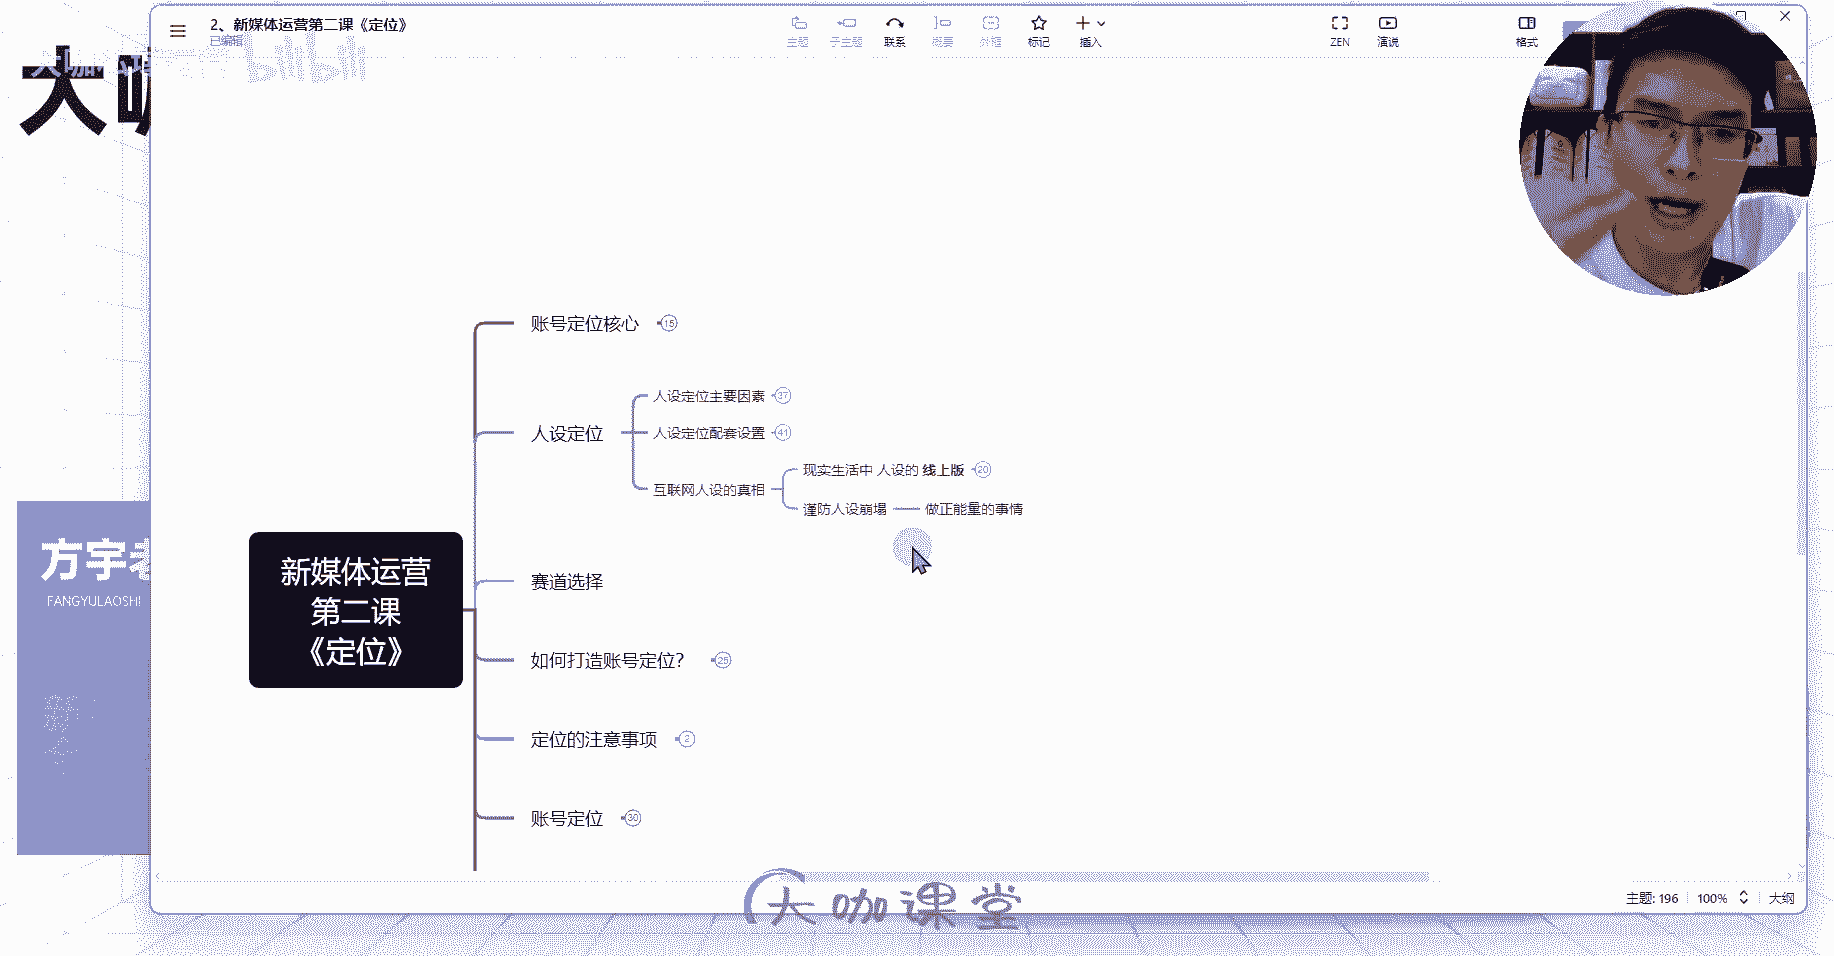 2、新媒体运营第二课《定位》
已编辑
主题
子主题
联系
概要
外框
标记
插入
ZEN
演说
格式
大咖
bilibili
账号定位核心 15
人设定位
人设定位主要因素 37
人设定位配套设置 41
互联网人设的真相
现实生活中 人设的 线上版 20
谨防人设崩塌
做正能量的事情
新媒体运营
第二课
《定位》
赛道选择
如何打造账号定位？ 25
定位的注意事项 2
账号定位 30
方宇老
FANGYULAOSHI
大咖课堂
主题: 196
100%
大纲